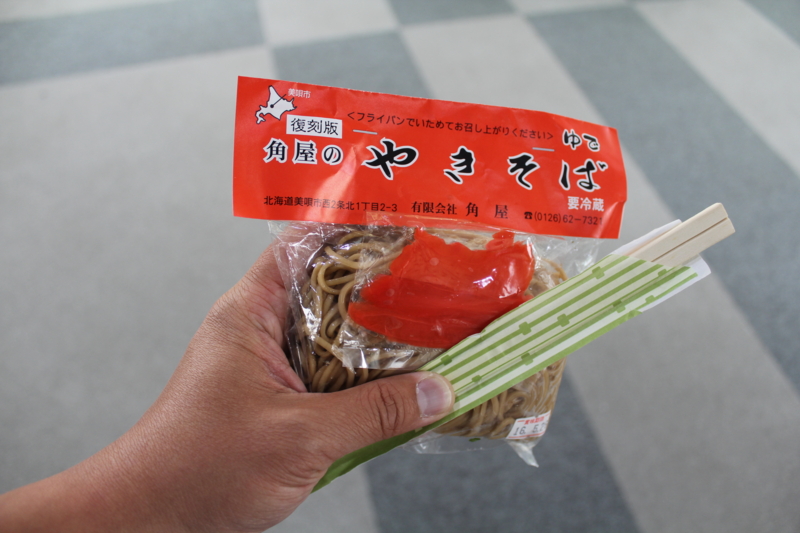 美唄市
<フライパンでいためてお召し上がりください>
復刻版
ゆで
角屋の やきそば
要冷蔵
北海道美唄市西2条北1丁目2-3 有限会社 角屋 ☎(0126)62-7321